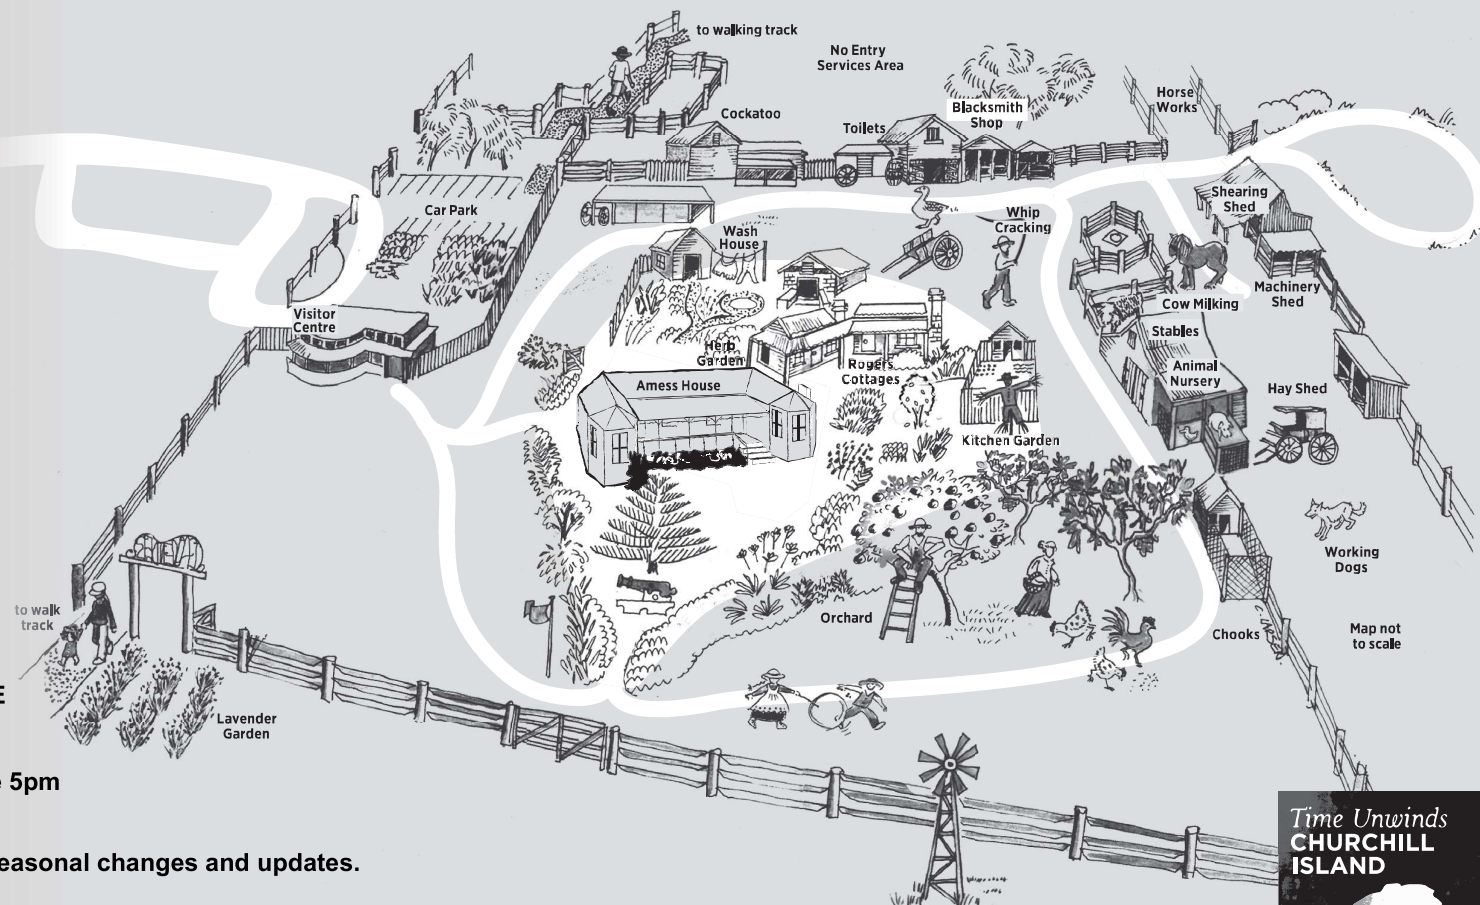 to walking track
No Entry
Services Area
Horse
Works
Blacksmith
Shop
Cockatoo
Toilets
Shearing
Shed
Car Park
Whip
Cracking
Wash
House
Machinery
Shed
Cow Milking
Visitor
Centre
Stables
Herb
Garden
Rogers
Cottages
Animal
Nursery
Amess House
Hay Shed
Kitchen Garden
Working
Dogs
to walk
track
Orchard
Chooks
Map not
to scale
E
Lavender
Garden
e 5pm
Time Unwinds
CHURCHILL
ISLAND
easonal changes and updates.